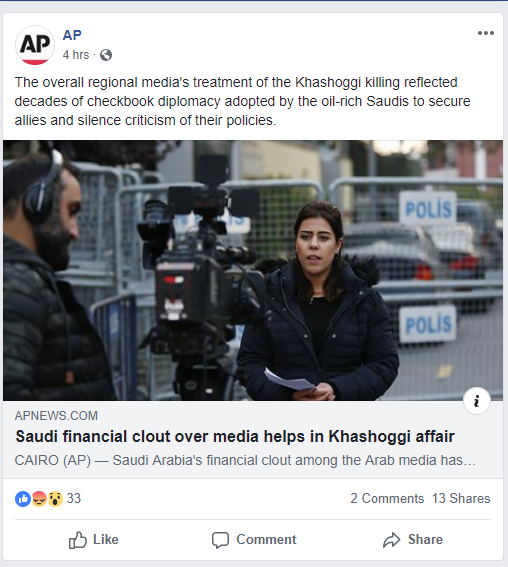 AP
AP
4 hrs ·
The overall regional media's treatment of the Khashoggi killing reflected
decades of checkbook diplomacy adopted by the oil-rich Saudis to secure
allies and silence criticism of their policies.
POLİS
POLİS
i
APNEWS.COM
Saudi financial clout over media helps in Khashoggi affair
CAIRO (AP) — Saudi Arabia's financial clout among the Arab media has...
33
2 Comments 13 Shares
Like
Comment
Share